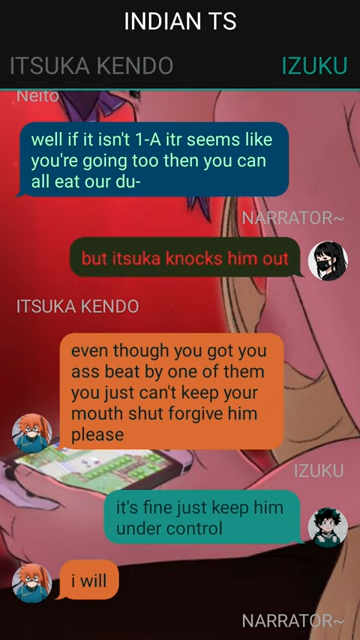 INDIAN TS
ITSUKA KENDO IZUKU
Neito
well if it isn't 1-A itr seems like
you're going too then you can
all eat our du-
NARRATOR~
but itsuka knocks him out
ITSUKA KENDO
even though you got you
ass beat by one of them
you just can't keep your
mouth shut forgive him
please
IZUKU
it's fine just keep him
under control
i will
NARRATOR~